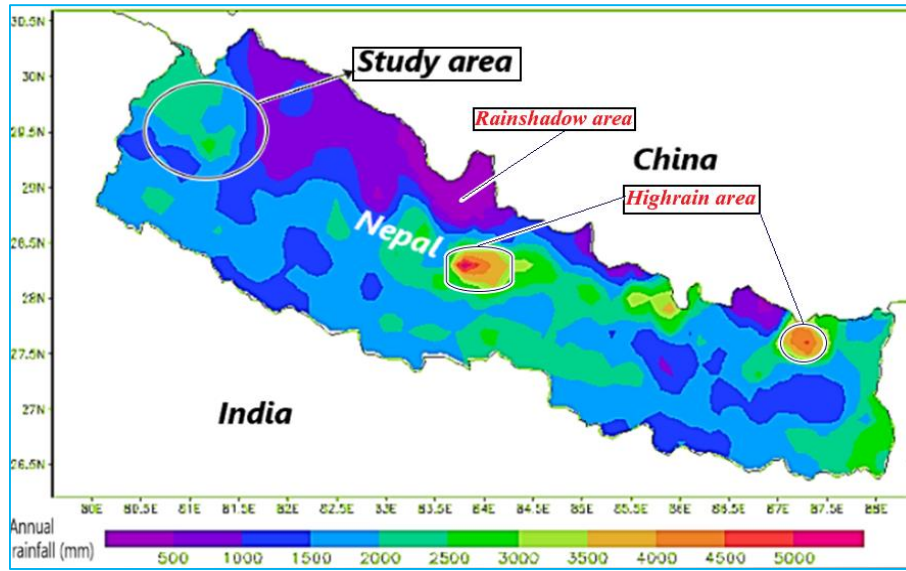 30.5N
30N
Study area
29.5N
Rainshadow area
China
29N
Highrain area
28.5N
Nepal
28N
27.5N
27N
India
26.5N
80E 80.5E 81 81.5E 82E 82.5E 83E 83.5E 84E 84.5E 85E 85.5E 86E 86.5E 87E 87.5E 88E
Annual
rainfall (mm)
500 1000 1500 2000 2500 3000 3500 4000 4500 5000